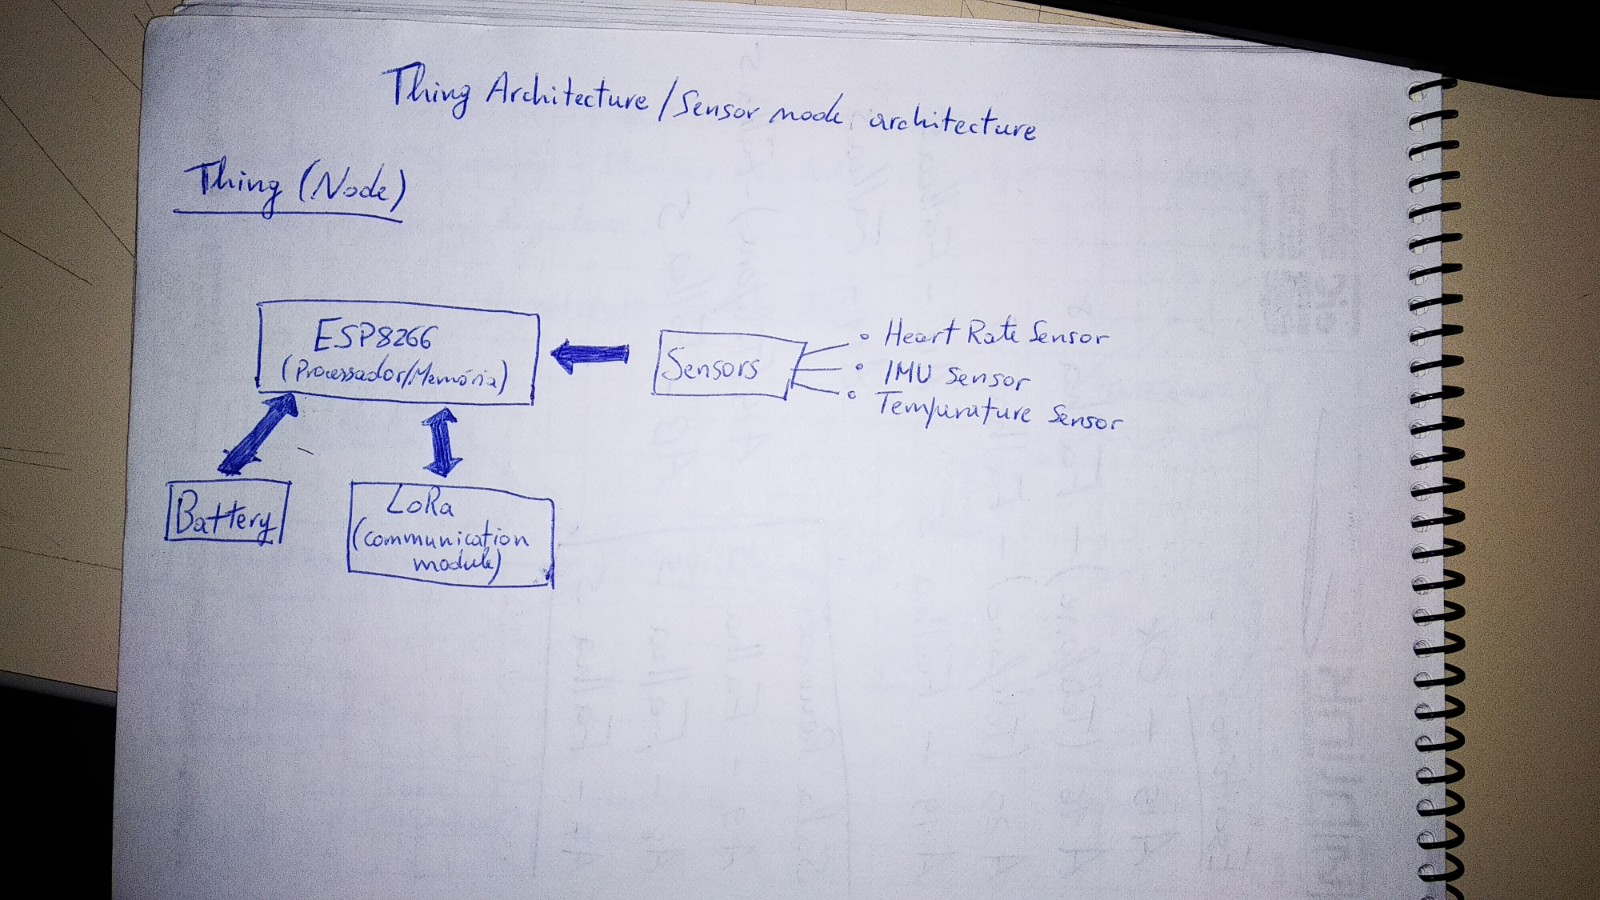 Thing Architecture/Sensor node architecture
Thing (Node)
ESP8266
(Processador/Memória)
Sensors
Heart Rate Sensor
IMU Sensor
Temperature Sensor
Battery
LoRa
(communication
module)